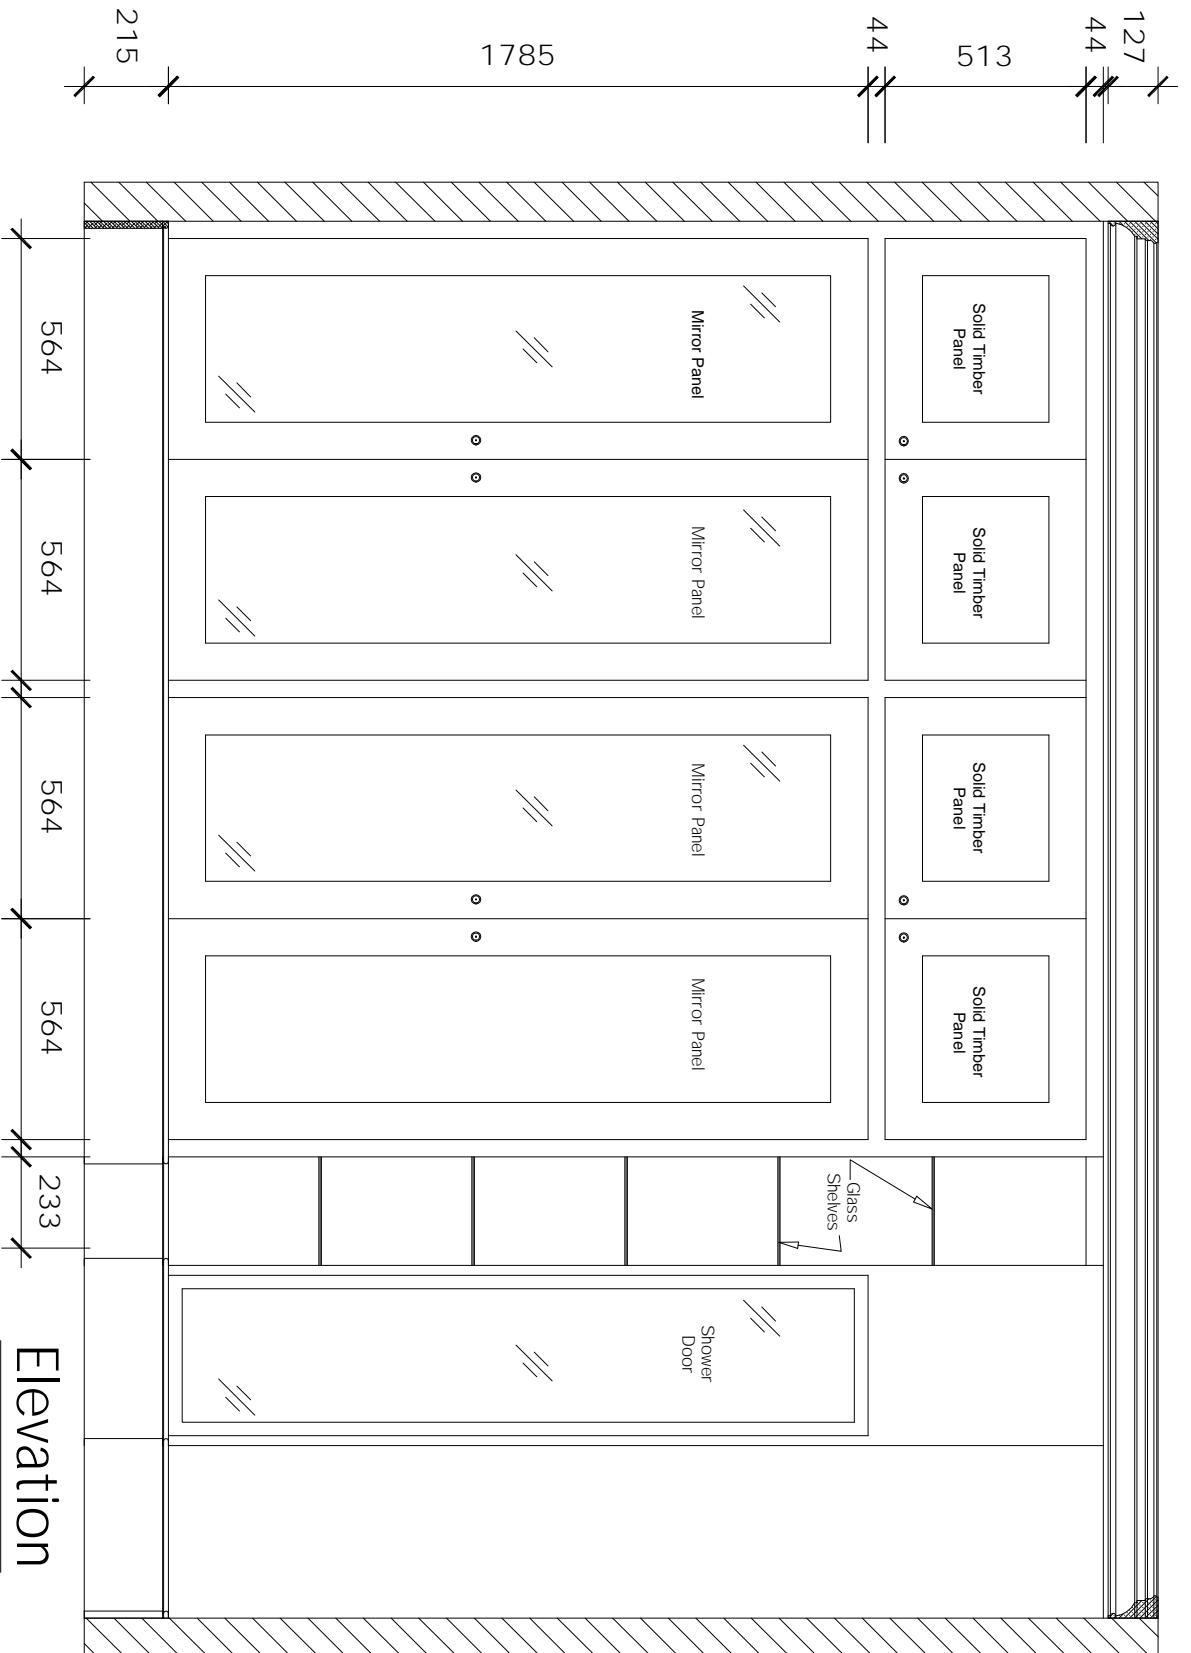 127
44
513
44
1785
215
Solid Timber
Panel
Solid Timber
Panel
Solid Timber
Panel
Solid Timber
Panel
Mirror Panel
Mirror Panel
Mirror Panel
Mirror Panel
Glass
Shelves
Shower
Door
564
564
564
564
233
Elevation